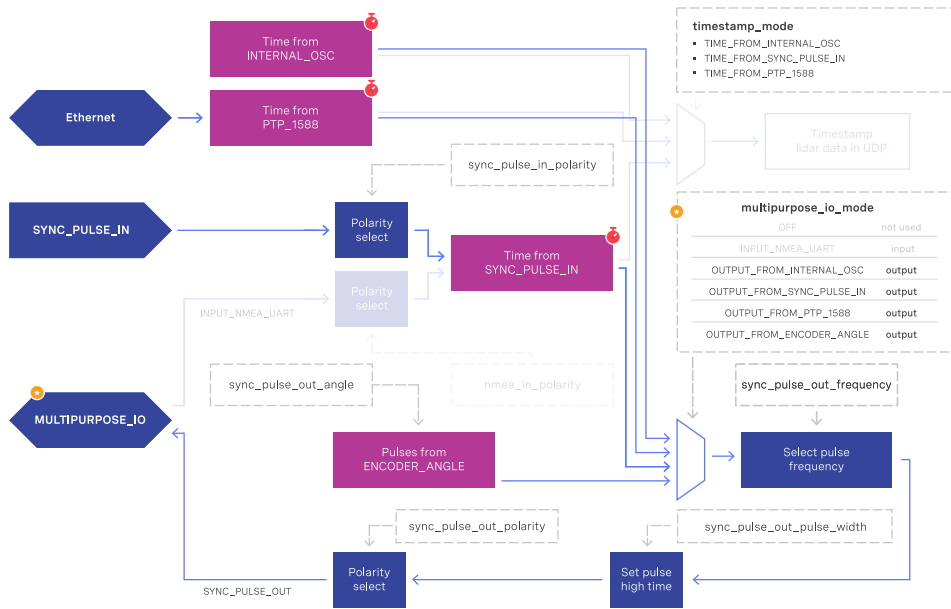 Time from
INTERNAL_OSC
timestamp_mode
▪ TIME_FROM_INTERNAL_OSC
▪ TIME_FROM_SYNC_PULSE_IN
▪ TIME_FROM_PTP_1588
Ethernet
Time from
PTP_1588
Timestamp
lidar data in UDP
sync_pulse_in_polarity
SYNC_PULSE_IN
Polarity
select
Time from
SYNC_PULSE_IN
multipurpose_io_mode
OFF not used
INPUT_NMEA_UART input
OUTPUT_FROM_INTERNAL_OSC output
OUTPUT_FROM_SYNC_PULSE_IN output
OUTPUT_FROM_PTP_1588 output
OUTPUT_FROM_ENCODER_ANGLE output
Polarity
select
INPUT_NMEA_UART
sync_pulse_out_angle
nmea_in_polarity
sync_pulse_out_frequency
MULTIPURPOSE_IO
Pulses from
ENCODER_ANGLE
Select pulse
frequency
sync_pulse_out_polarity
sync_pulse_out_pulse_width
Polarity
select
Set pulse
high time
SYNC_PULSE_OUT